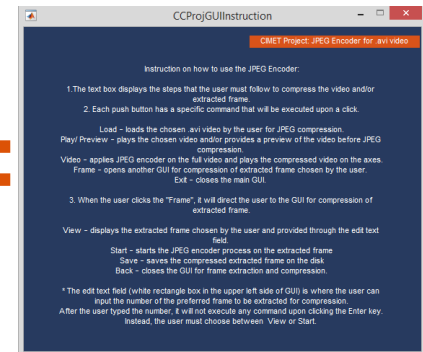 CCProjGUIInstruction
CMET Project: JPEG Encoder for .avi video
Instruction on how to use the JPEG Encoder:
1.The text box displays the steps that the user must follow to compress the video and/or
extracted frame.
2. Each push button has a specific command that will be executed upon a click.
Load - loads the chosen .avi video by the user for JPEG compression.
Play/ Preview - plays the chosen video and/or provides a preview of the video before JPEG
compression.
Video - applies JPEG encoder on the full video and plays the compressed video on the axes.
Frame - opens another GUI for compression of extracted frame chosen by the user.
Exit - closes the main GUI.
3. When the user clicks the "Frame", it will direct the user to the GUI for compression of
extracted frame.
View - displays the extracted frame chosen by the user and provided through the edit text
field.
Start - starts the JPEG encoder process on the extracted frame
Save - saves the compressed extracted frame on the disk
Back - closes the GUI for frame extraction and compression.
* The edit text field (white rectangle box in the upper left side of GUI) is where the user can
input the number of the preferred frame to be extracted for compression.
After the user typed the number, it will not execute any command upon clicking the Enter key.
Instead, the user must choose between View or Start.